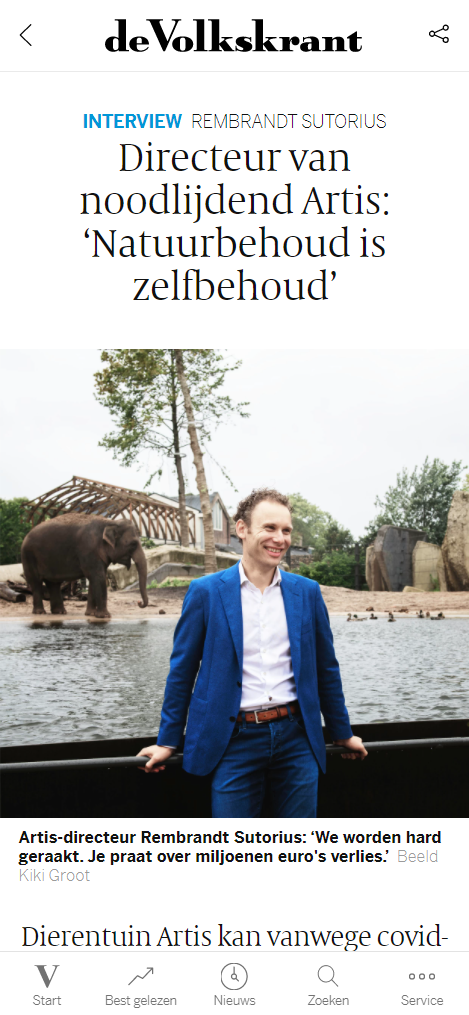 de Volkskrant
INTERVIEW REMBRANDT SUTORIUS
Directeur van
noodlijdend Artis:
‘Natuurbehoud is
zelfbehoud’
Artis-directeur Rembrandt Sutorius: ‘We worden hard
geraakt. Je praat over miljoenen euro's verlies.’ Beeld
Kiki Groot
Dierentuin Artis kan vanwege covid-
V
Start Best gelezen Nieuws Zoeken Service